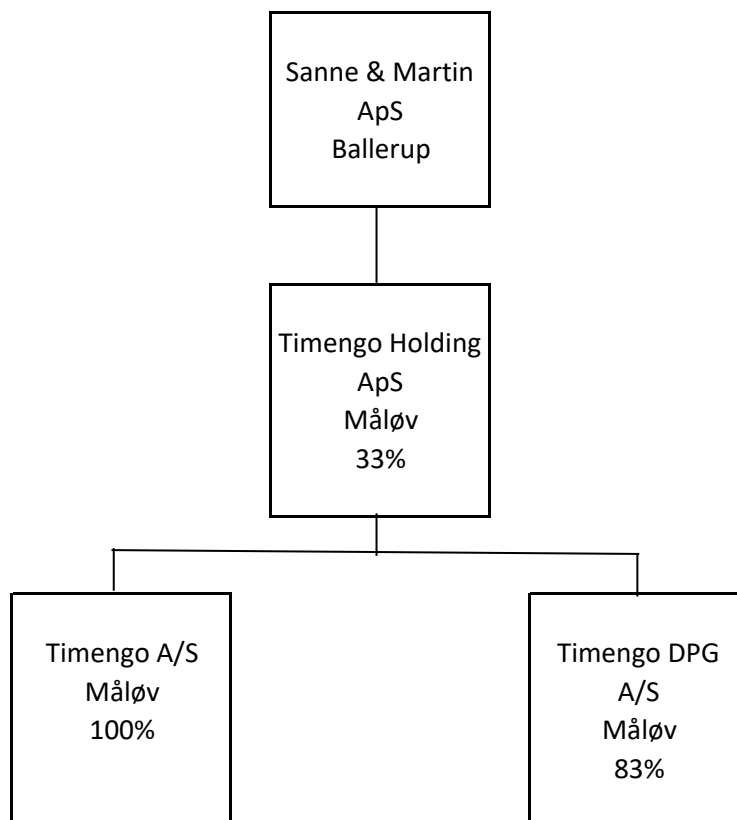 Sanne & Martin
ApS
Ballerup
Timengo Holding
ApS
Måløv
33%
Timengo A/S
Måløv
100%
Timengo DPG
A/S
Måløv
83%